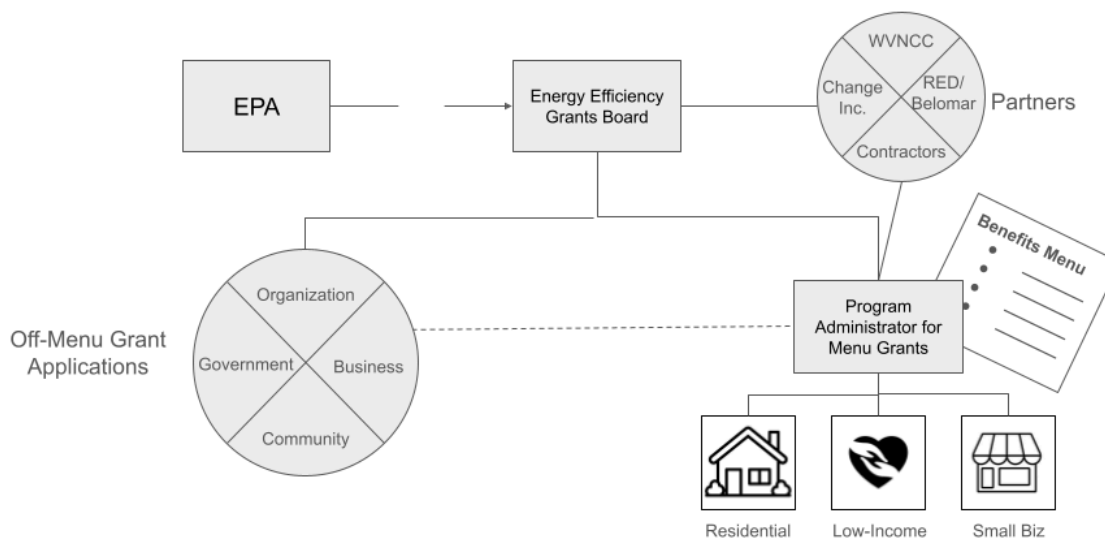 EPA
Energy Efficiency
Grants Board
WVNCC
Change
Inc.
RED/
Belomar
Contractors
Partners
Benefits Menu
Off-Menu Grant
Applications
Organization
Government
Business
Community
Program
Administrator for
Menu Grants
Residential
Low-Income
Small Biz